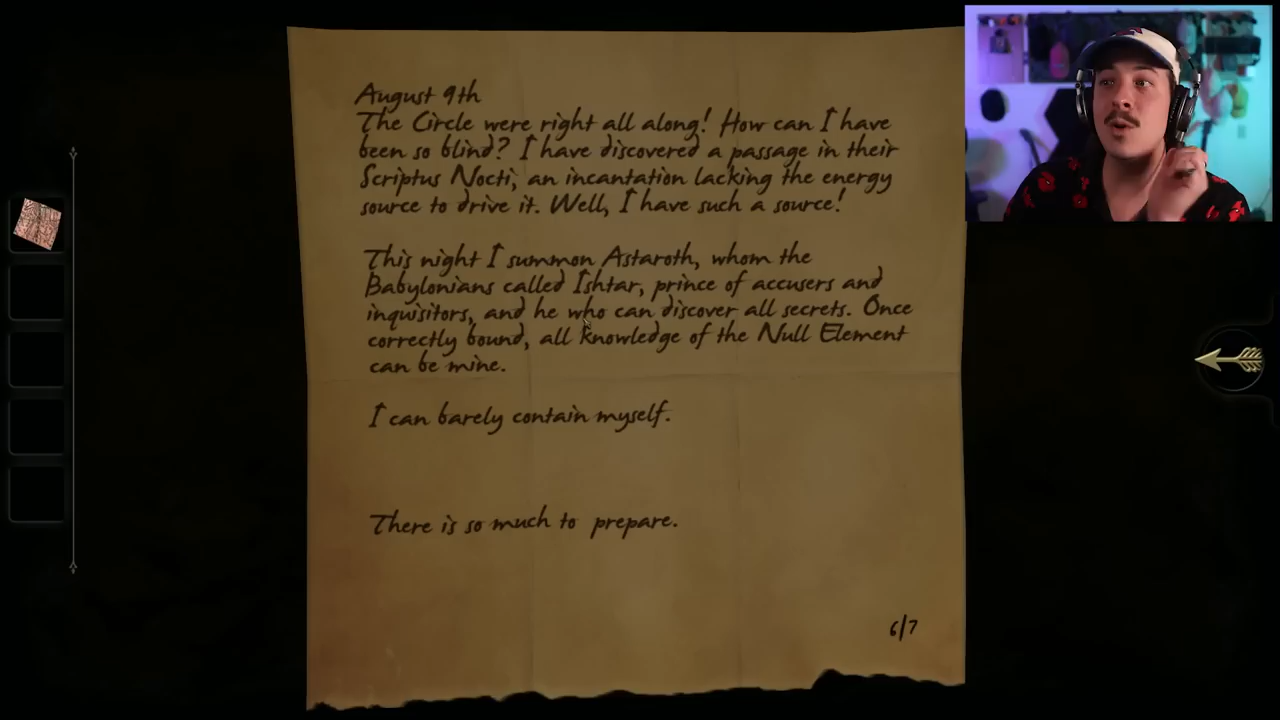 August 9th
The Circle were right all along! How can I have
been so blind? I have discovered a passage in their
Scriptus Nocti, an incantation lacking the energy
source to drive it. Well, I have such a source!
This night I summon Astaroth, whom the
Babylonians called Ishtar, prince of accusers and
inquisitors, and he who can discover all secrets. Once
correctly bound, all knowledge of the Null Element
can be mine.
I can barely contain myself.
There is so much to prepare.
6/7